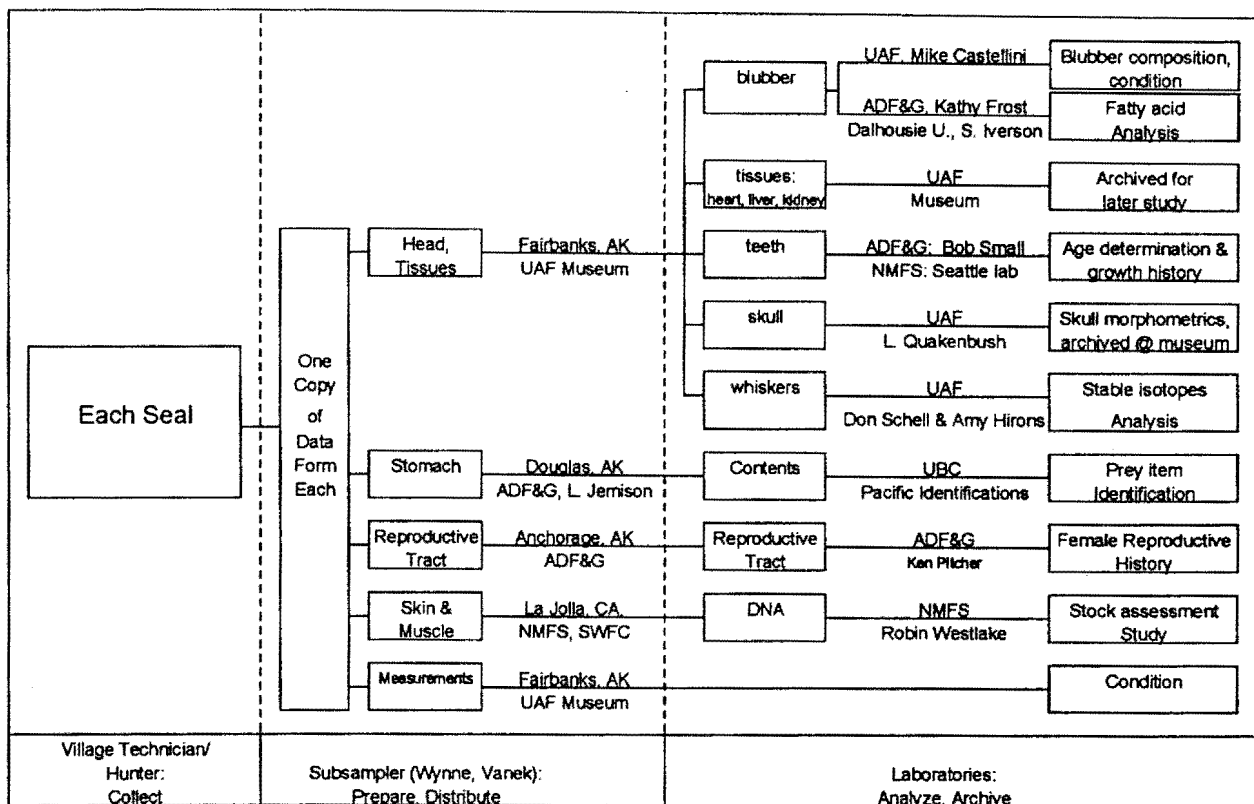 Each Seal
One
Copy
of
Data
Form
Each
Head,
Tissues
Fairbanks, AK
UAF Museum
blubber
UAF, Mike Castellini
Blubber composition,
condition
ADF&G, Kathy Frost
Dalhousie U., S. Iverson
Fatty acid
Analysis
tissues:
heart, liver, kidney
UAF
Museum
Archived for
later study
teeth
ADF&G: Bob Small
NMFS: Seattle lab
Age determination &
growth history
skull
UAF
L. Quakenbush
Skull morphometrics,
archived @ museum
whiskers
UAF
Don Schell & Amy Hirons
Stable isotopes
Analysis
Stomach
Douglas, AK
ADF&G, L. Jemison
Contents
UBC
Pacific Identifications
Prey item
Identification
Reproductive
Tract
Anchorage, AK
ADF&G
Reproductive
Tract
ADF&G
Ken Pitcher
Female Reproductive
History
Skin &
Muscle
La Jolla, CA.
NMFS, SWFC
DNA
NMFS
Robin Westlake
Stock assessment
Study
Measurements
Fairbanks, AK
UAF Museum
Condition
Village Technician/
Hunter:
Collect
Subsampler (Wynne, Vanek):
Prepare, Distribute
Laboratories:
Analyze, Archive